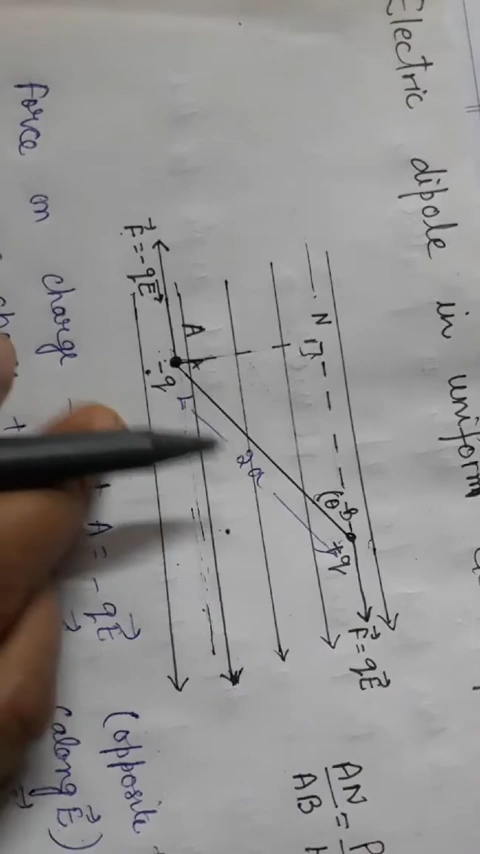 Electric dipole in uniform
N
A
-q
2a
θ
B
+q
F⃗=qE⃗
F⃗=-qE⃗
AN
AB
=
Force on charge
A = -qE⃗
(opposite
(along E⃗)